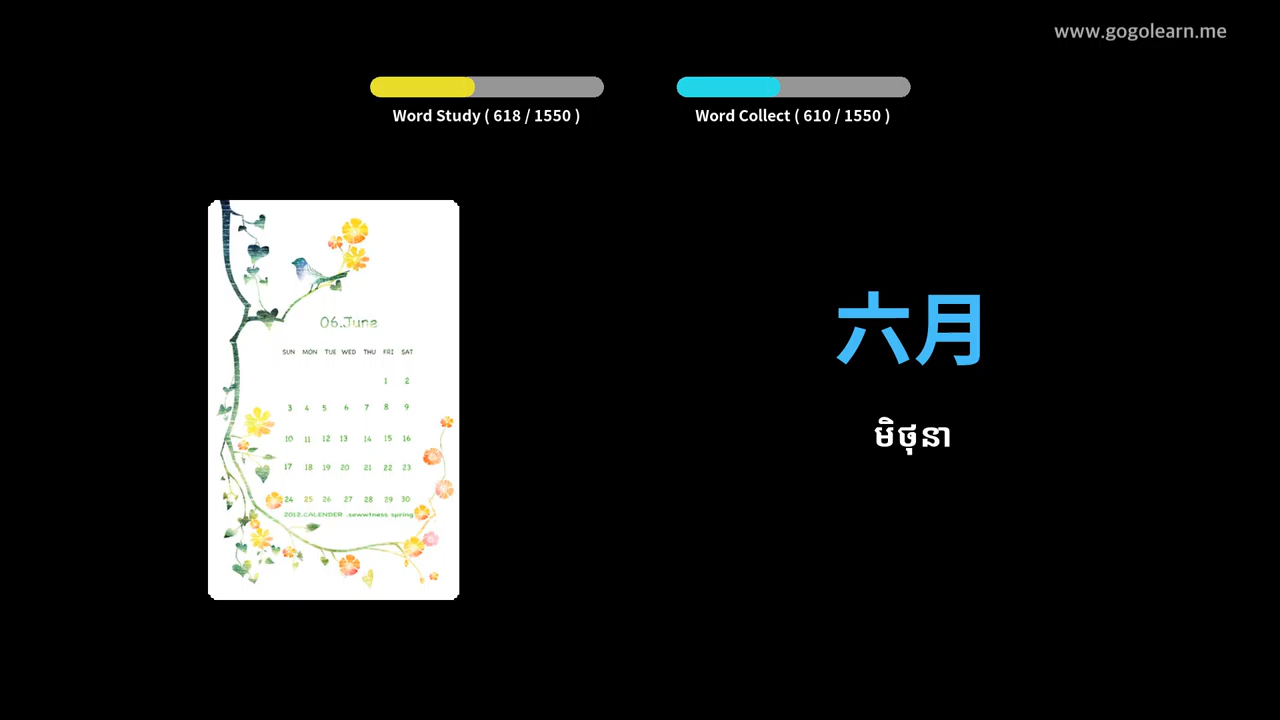 www.gogolearn.me
Word Study ( 618 / 1550 )
Word Collect ( 610 / 1550 )
06.June
SUN MON TUE WED THU FRI SAT
1 2
3 4 5 6 7 8 9
10 11 12 13 14 15 16
17 18 19 20 21 22 23
24 25 26 27 28 29 30
2012.CALENDER .sewwtness spring
六月
មិថុនា